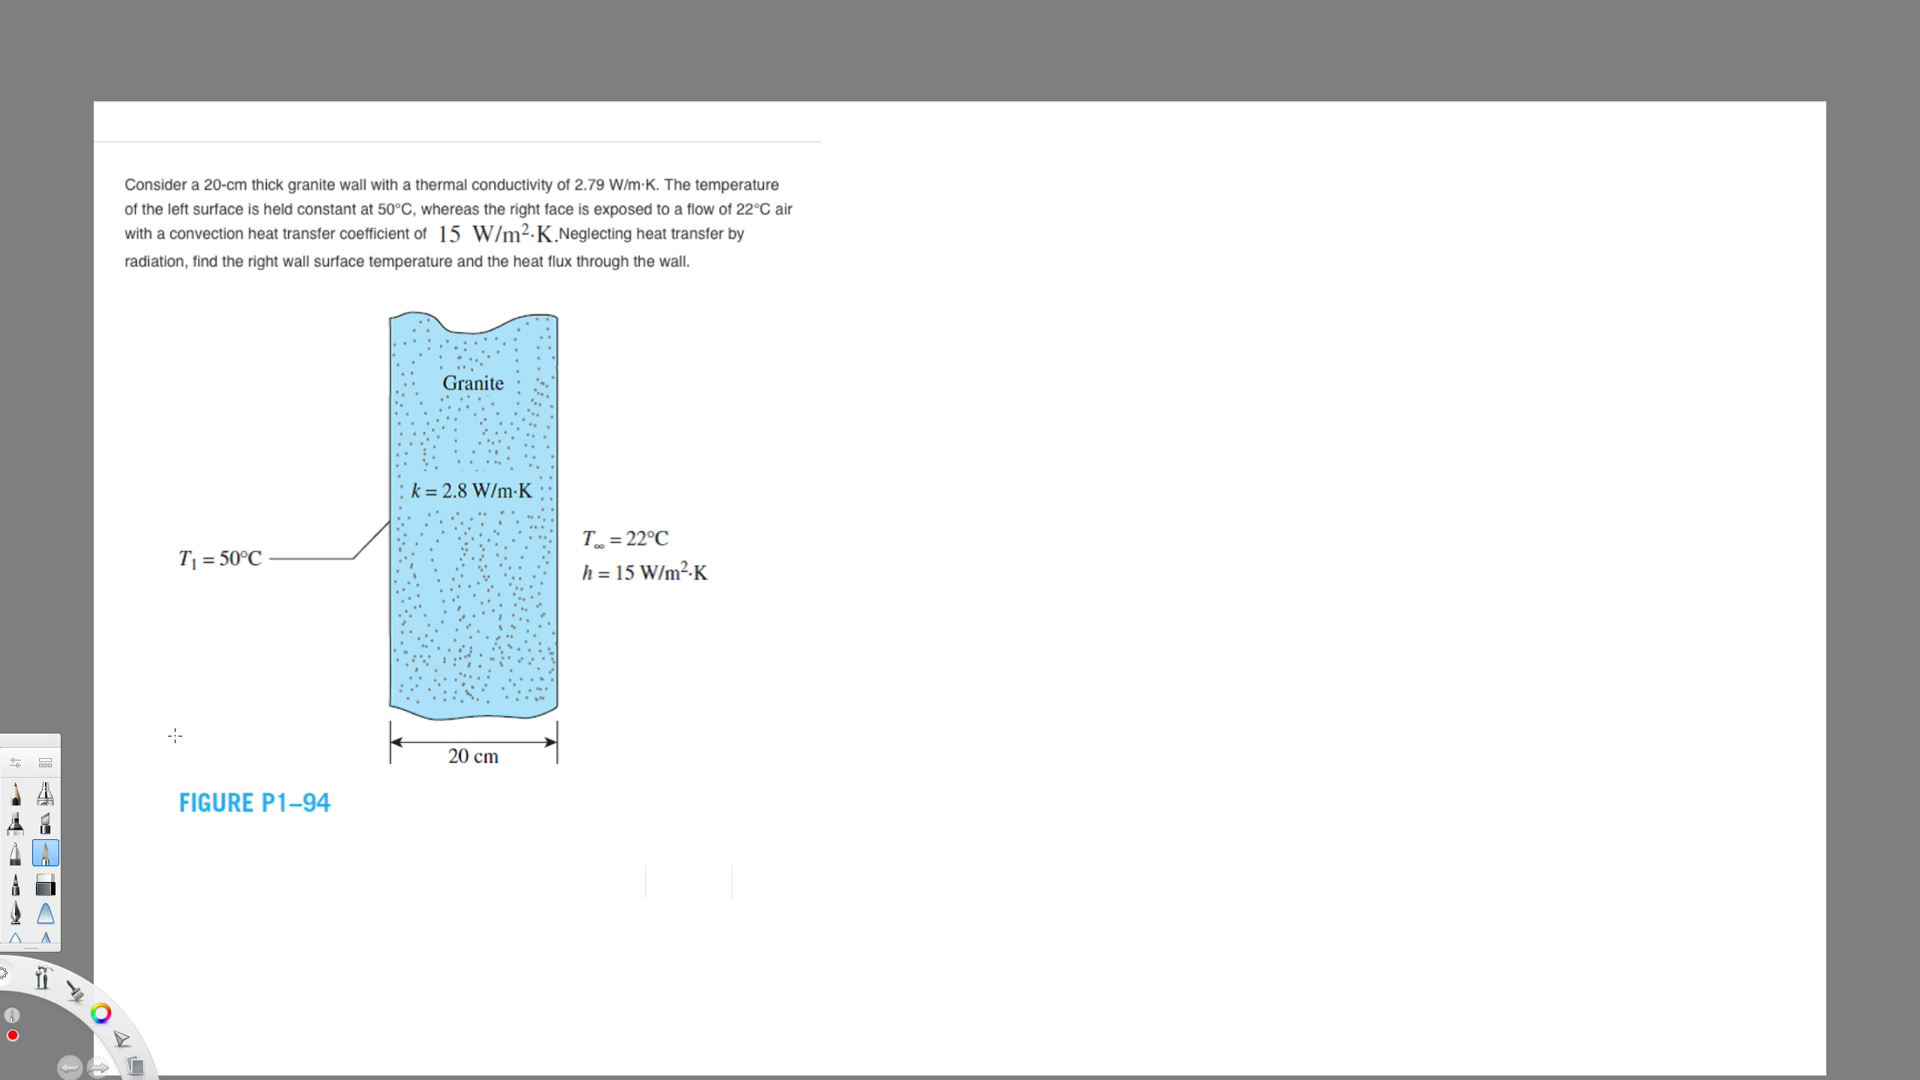 Consider a 20-cm thick granite wall with a thermal conductivity of 2.79 W/m·K. The temperature
of the left surface is held constant at 50°C, whereas the right face is exposed to a flow of 22°C air
with a convection heat transfer coefficient of 15 W/m²·K.Neglecting heat transfer by
radiation, find the right wall surface temperature and the heat flux through the wall.
Granite
k = 2.8 W/m·K
T∞ = 22°C
T₁ = 50°C
h = 15 W/m²·K
20 cm
FIGURE P1–94